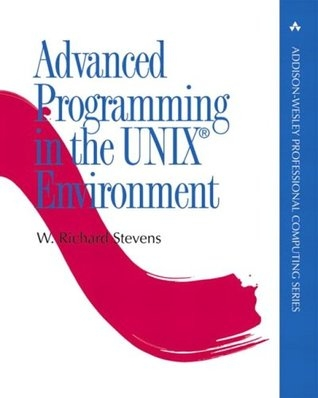 Advanced
Programming
in the UNIX®
Environment
W. Richard Stevens
ADDISON-WESLEY PROFESSIONAL COMPUTING SERIES